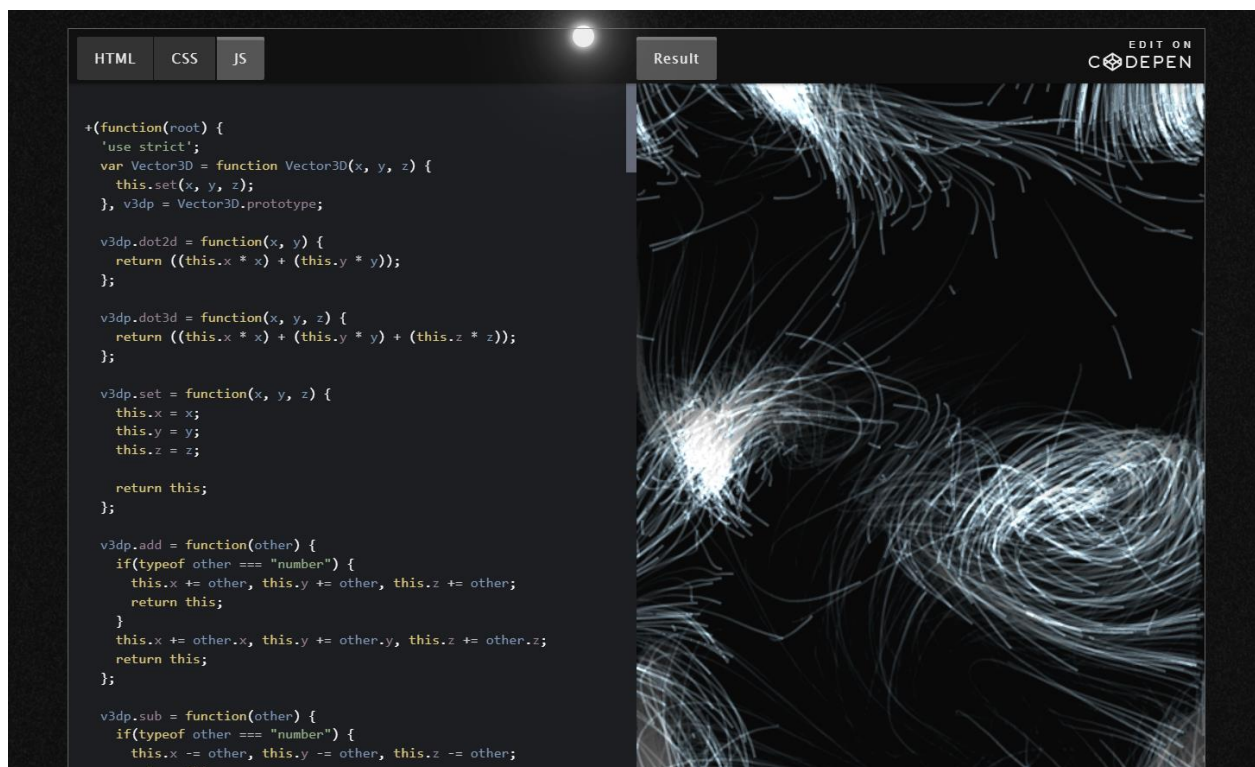 HTML CSS JS
Result
EDIT ON
CODEPEN
+(function(root) {
  'use strict';
  var Vector3D = function Vector3D(x, y, z) {
    this.set(x, y, z);
  }, v3dp = Vector3D.prototype;

  v3dp.dot2d = function(x, y) {
    return ((this.x * x) + (this.y * y));
  };

  v3dp.dot3d = function(x, y, z) {
    return ((this.x * x) + (this.y * y) + (this.z * z));
  };

  v3dp.set = function(x, y, z) {
    this.x = x;
    this.y = y;
    this.z = z;

    return this;
  };

  v3dp.add = function(other) {
    if(typeof other === "number") {
      this.x += other, this.y += other, this.z += other;
      return this;
    }
    this.x += other.x, this.y += other.y, this.z += other.z;
    return this;
  };

  v3dp.sub = function(other) {
    if(typeof other === "number") {
      this.x -= other, this.y -= other, this.z -= other;